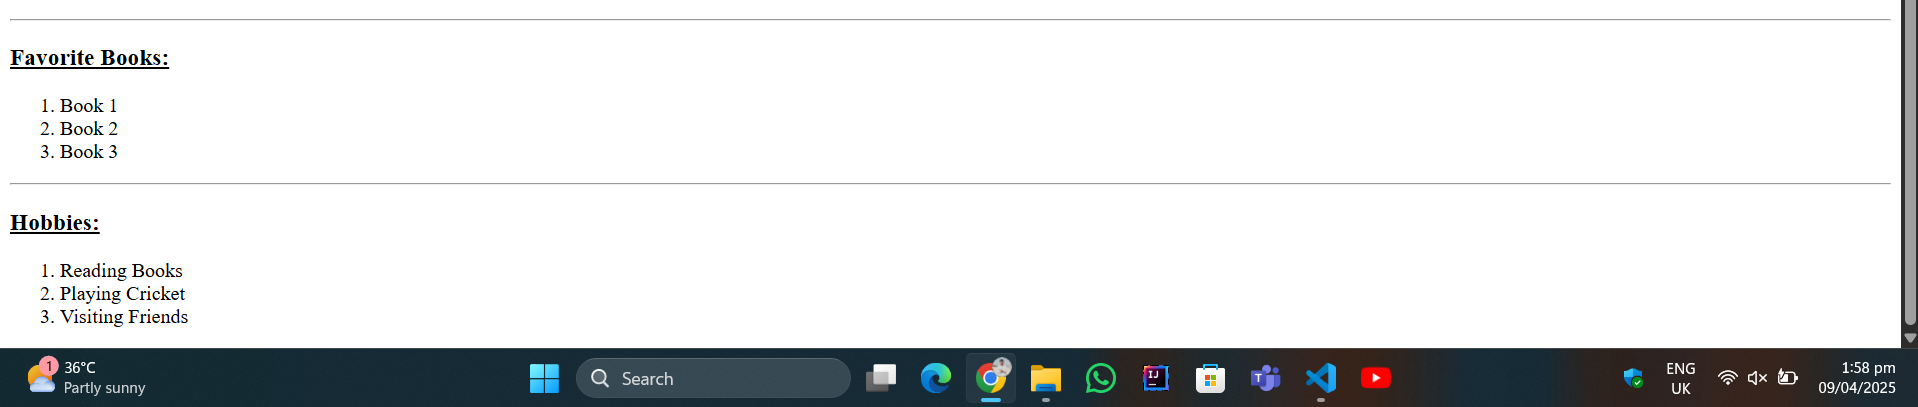 Favorite Books:
1. Book 1
2. Book 2
3. Book 3
Hobbies:
1. Reading Books
2. Playing Cricket
3. Visiting Friends
1
36°C
Partly sunny
Search
IJ
T
ENG
UK
1:58 pm
09/04/2025